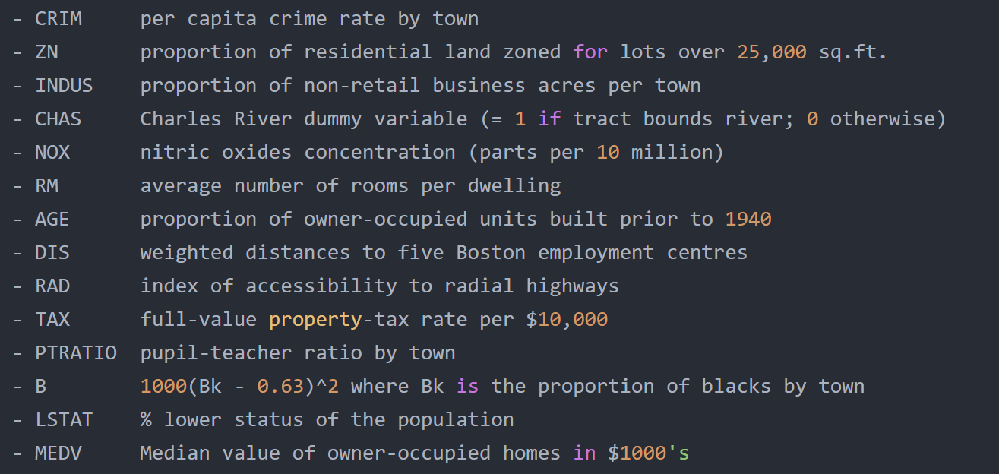 - CRIM     per capita crime rate by town
- ZN       proportion of residential land zoned for lots over 25,000 sq.ft.
- INDUS    proportion of non-retail business acres per town
- CHAS     Charles River dummy variable (= 1 if tract bounds river; 0 otherwise)
- NOX      nitric oxides concentration (parts per 10 million)
- RM       average number of rooms per dwelling
- AGE      proportion of owner-occupied units built prior to 1940
- DIS      weighted distances to five Boston employment centres
- RAD      index of accessibility to radial highways
- TAX      full-value property-tax rate per $10,000
- PTRATIO  pupil-teacher ratio by town
- B        1000(Bk - 0.63)^2 where Bk is the proportion of blacks by town
- LSTAT    % lower status of the population
- MEDV     Median value of owner-occupied homes in $1000's